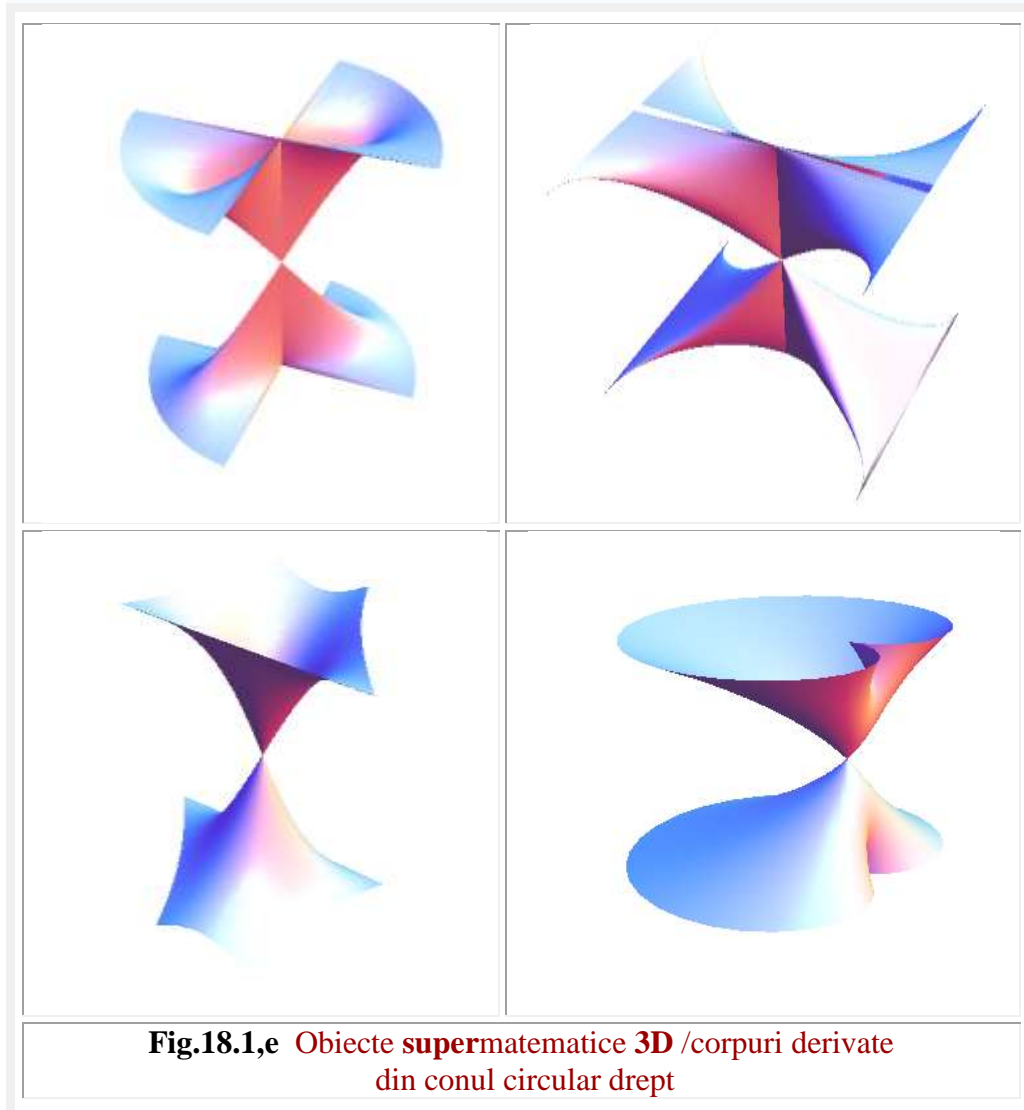 Fig.18.1,e Obiecte supermatematice 3D /corpuri derivate
din conul circular drept